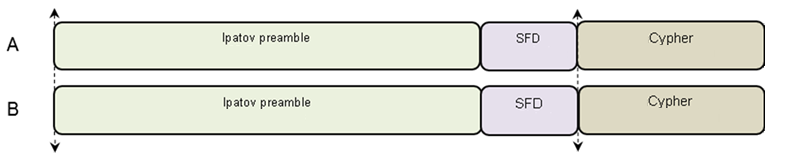 A Ipatov preamble SFD Cypher
B Ipatov preamble SFD Cypher